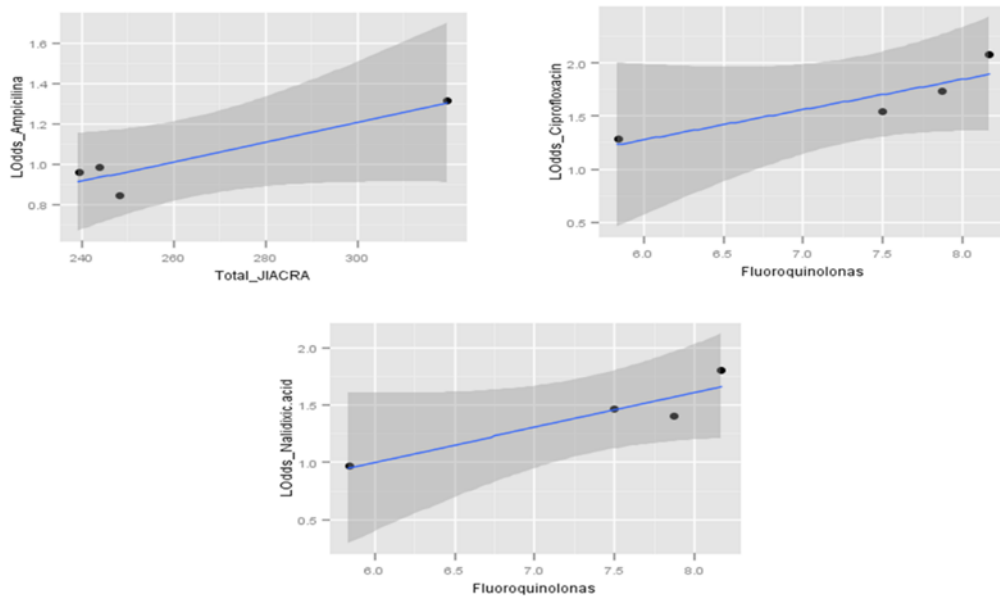 LOdds_Ampicilina
1.6
1.4
1.2
1.0
0.8
240 260 280 300
Total_JIACRA
LOdds_Ciprofloxacin
2.0
1.5
1.0
0.5
6.0 6.5 7.0 7.5 8.0
Fluoroquinolonas
LOdds_Nalidixic.acid
2.0
1.5
1.0
0.5
6.0 6.5 7.0 7.5 8.0
Fluoroquinolonas